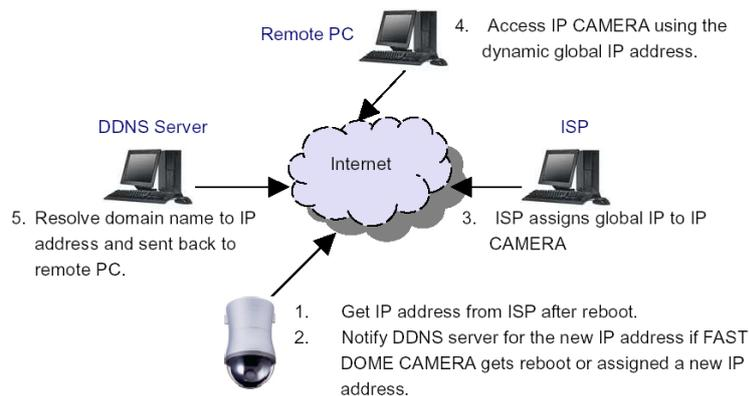 Remote PC
4. Access IP CAMERA using the
dynamic global IP address.
DDNS Server
ISP
Internet
5. Resolve domain name to IP
address and sent back to
remote PC.
3. ISP assigns global IP to IP
CAMERA
1. Get IP address from ISP after reboot.
2. Notify DDNS server for the new IP address if FAST
DOME CAMERA gets reboot or assigned a new IP
address.